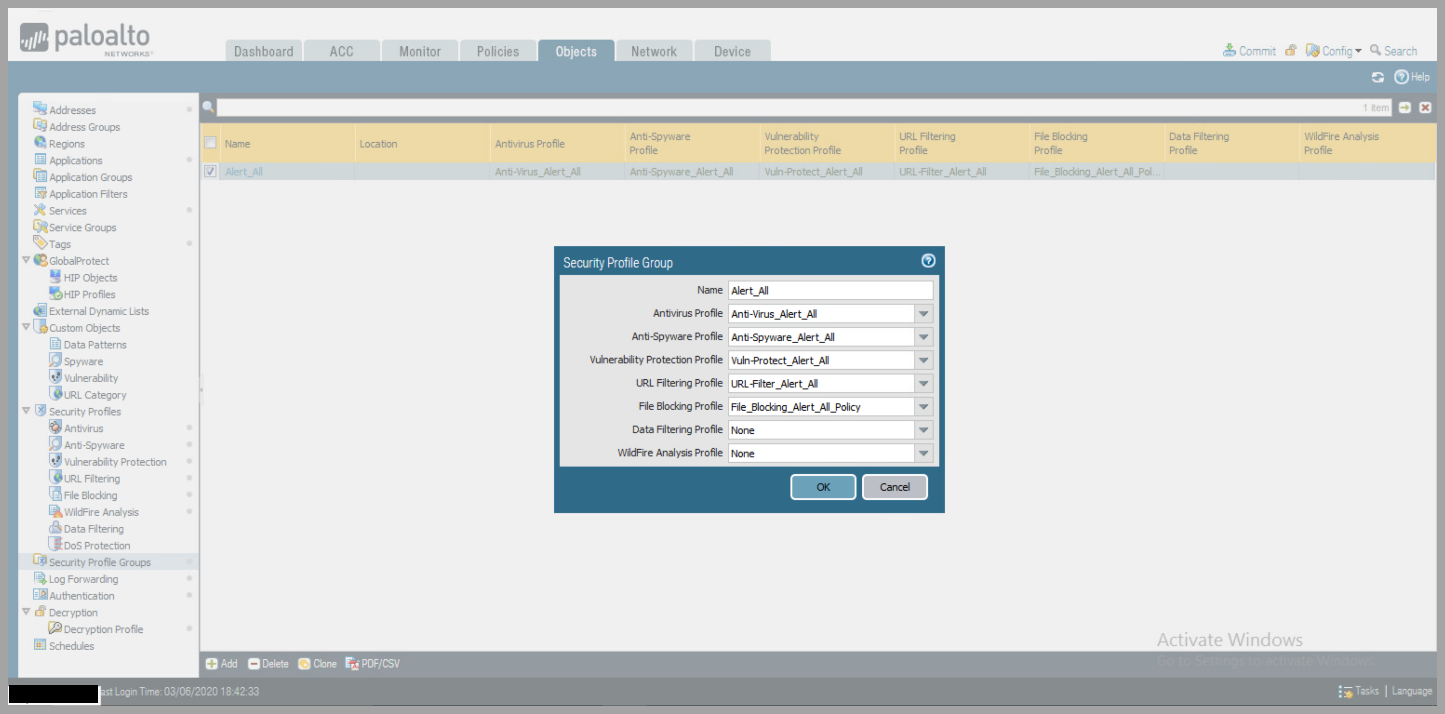 paloalto
NETWORKS®
Dashboard ACC Monitor Policies Objects Network Device
Commit Config Search
Help
1 item
Addresses
Address Groups
Regions
Applications
Application Groups
Application Filters
Services
Service Groups
Tags
GlobalProtect
HIP Objects
HIP Profiles
External Dynamic Lists
Custom Objects
Data Patterns
Spyware
Vulnerability
URL Category
Security Profiles
Antivirus
Anti-Spyware
Vulnerability Protection
URL Filtering
File Blocking
WildFire Analysis
Data Filtering
DoS Protection
Security Profile Groups
Log Forwarding
Authentication
Decryption
Decryption Profile
Schedules
Name Location Antivirus Profile Anti-Spyware Profile Vulnerability Protection Profile URL Filtering Profile File Blocking Profile Data Filtering Profile WildFire Analysis Profile
Alert_All Anti-Virus_Alert_All Anti-Spyware_Alert_All Vuln-Protect_Alert_All URL-Filter_Alert_All File_Blocking_Alert_All_Pol...
Security Profile Group
Name Alert_All
Antivirus Profile Anti-Virus_Alert_All
Anti-Spyware Profile Anti-Spyware_Alert_All
Vulnerability Protection Profile Vuln-Protect_Alert_All
URL Filtering Profile URL-Filter_Alert_All
File Blocking Profile File_Blocking_Alert_All_Policy
Data Filtering Profile None
WildFire Analysis Profile None
OK Cancel
Activate Windows
Go to Settings to activate Windows.
Add Delete Clone PDF/CSV
ast Login Time: 03/06/2020 18:42:33
Tasks | Language